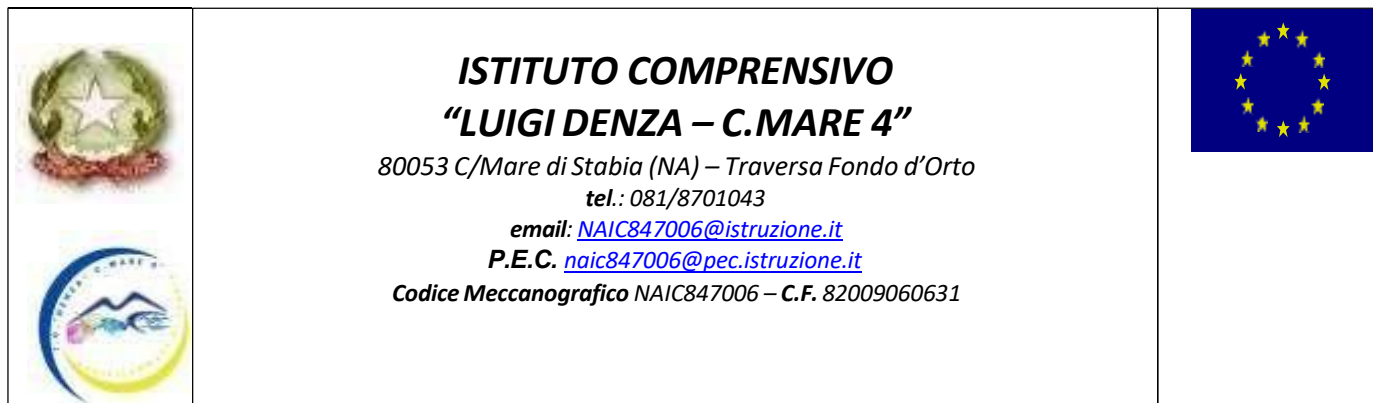 ISTITUTO COMPRENSIVO
“LUIGI DENZA – C.MARE 4”
80053 C/Mare di Stabia (NA) – Traversa Fondo d’Orto
tel.: 081/8701043
email: NAIC847006@istruzione.it
P.E.C. naic847006@pec.istruzione.it
Codice Meccanografico NAIC847006 – C.F. 82009060631